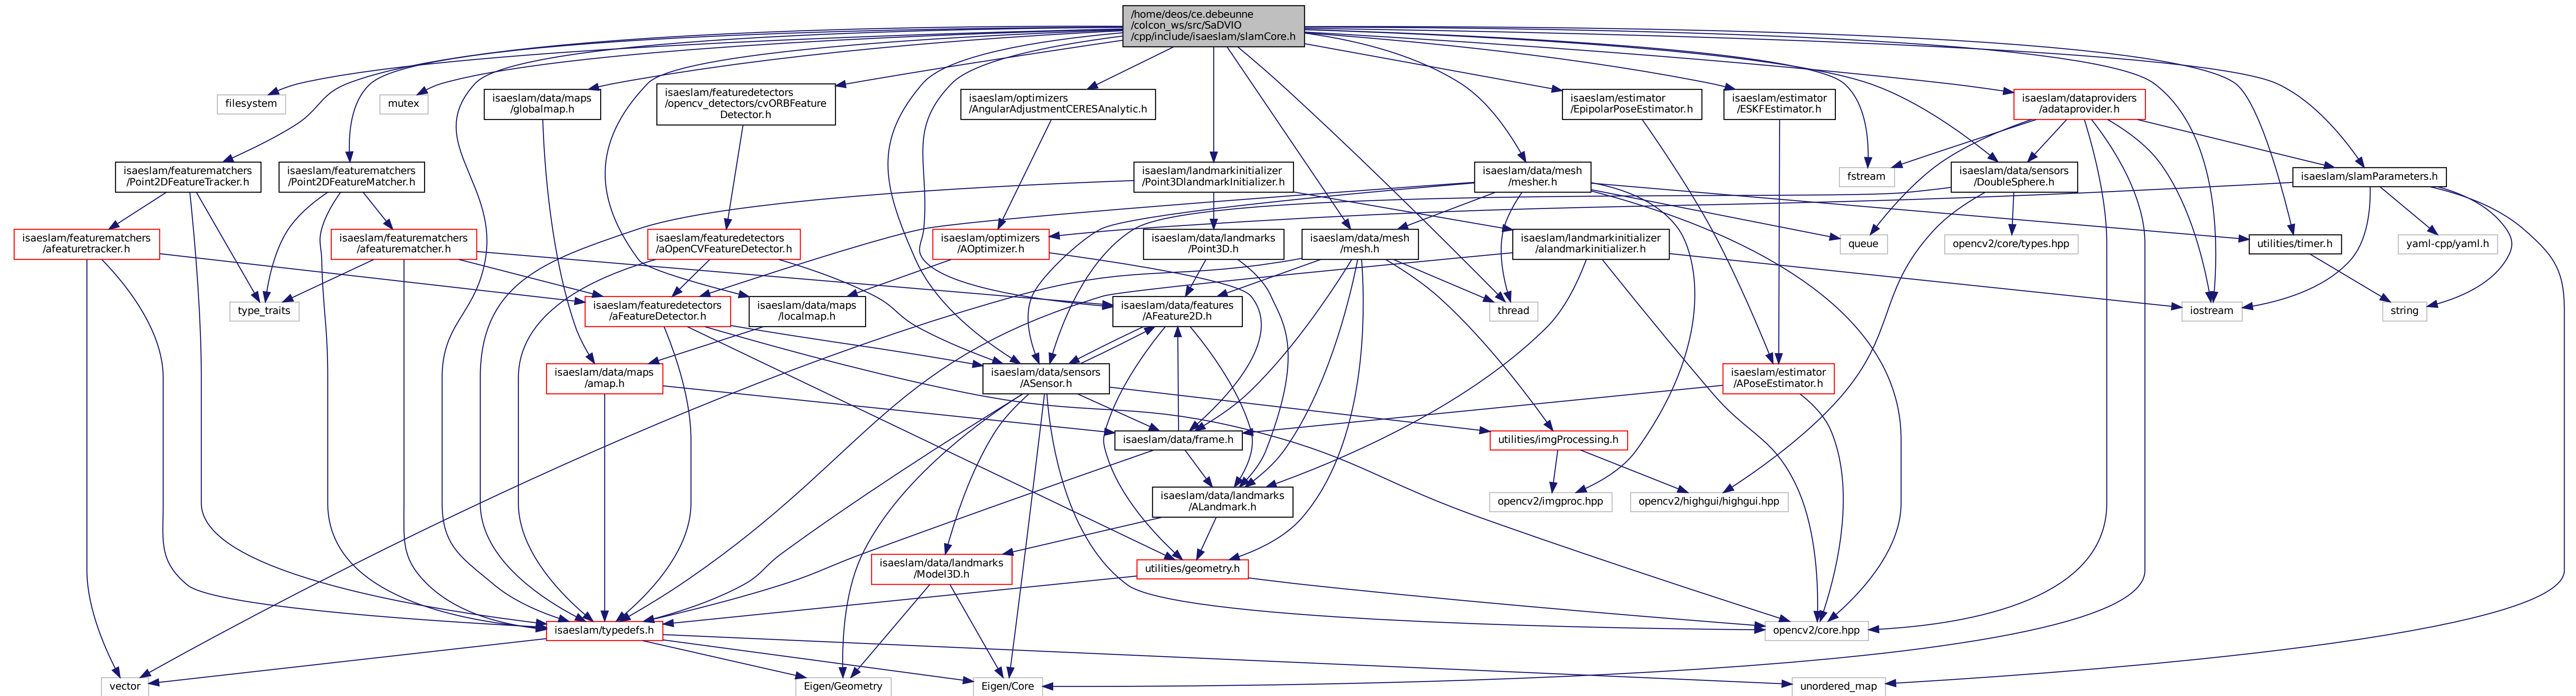 /home/deos/ce.debeunne
/colcon_ws/src/SaDVIO
/cpp/include/isaeslam/slamCore.h
filesystem
mutex
isaeslam/data/maps
/globalmap.h
isaeslam/featuredetectors
/opencv_detectors/cvORBFeature
Detector.h
isaeslam/optimizers
/AngularAdjustmentCERESAnalytic.h
isaeslam/estimator
/EpipolarPoseEstimator.h
isaeslam/estimator
/ESKFEstimator.h
isaeslam/dataproviders
/adataprovider.h
isaeslam/featurematchers
/Point2DFeatureTracker.h
isaeslam/featurematchers
/Point2DFeatureMatcher.h
isaeslam/landmarkinitializer
/Point3DlandmarkInitializer.h
isaeslam/data/mesh
/mesher.h
fstream
isaeslam/data/sensors
/DoubleSphere.h
isaeslam/slamParameters.h
isaeslam/featurematchers
/afeaturetracker.h
isaeslam/featurematchers
/afeaturematcher.h
isaeslam/featuredetectors
/aOpenCVFeatureDetector.h
isaeslam/optimizers
/AOptimizer.h
isaeslam/data/landmarks
/Point3D.h
isaeslam/data/mesh
/mesh.h
isaeslam/landmarkinitializer
/alandmarkinitializer.h
queue
opencv2/core/types.hpp
utilities/timer.h
yaml-cpp/yaml.h
type_traits
isaeslam/featuredetectors
/aFeatureDetector.h
isaeslam/data/maps
/localmap.h
isaeslam/data/features
/AFeature2D.h
thread
iostream
string
isaeslam/data/maps
/amap.h
isaeslam/data/sensors
/ASensor.h
isaeslam/estimator
/APoseEstimator.h
isaeslam/data/frame.h
utilities/imgProcessing.h
isaeslam/data/landmarks
/ALandmark.h
opencv2/imgproc.hpp
opencv2/highgui/highgui.hpp
isaeslam/data/landmarks
/Model3D.h
utilities/geometry.h
isaeslam/typedefs.h
opencv2/core.hpp
vector
Eigen/Geometry
Eigen/Core
unordered_map